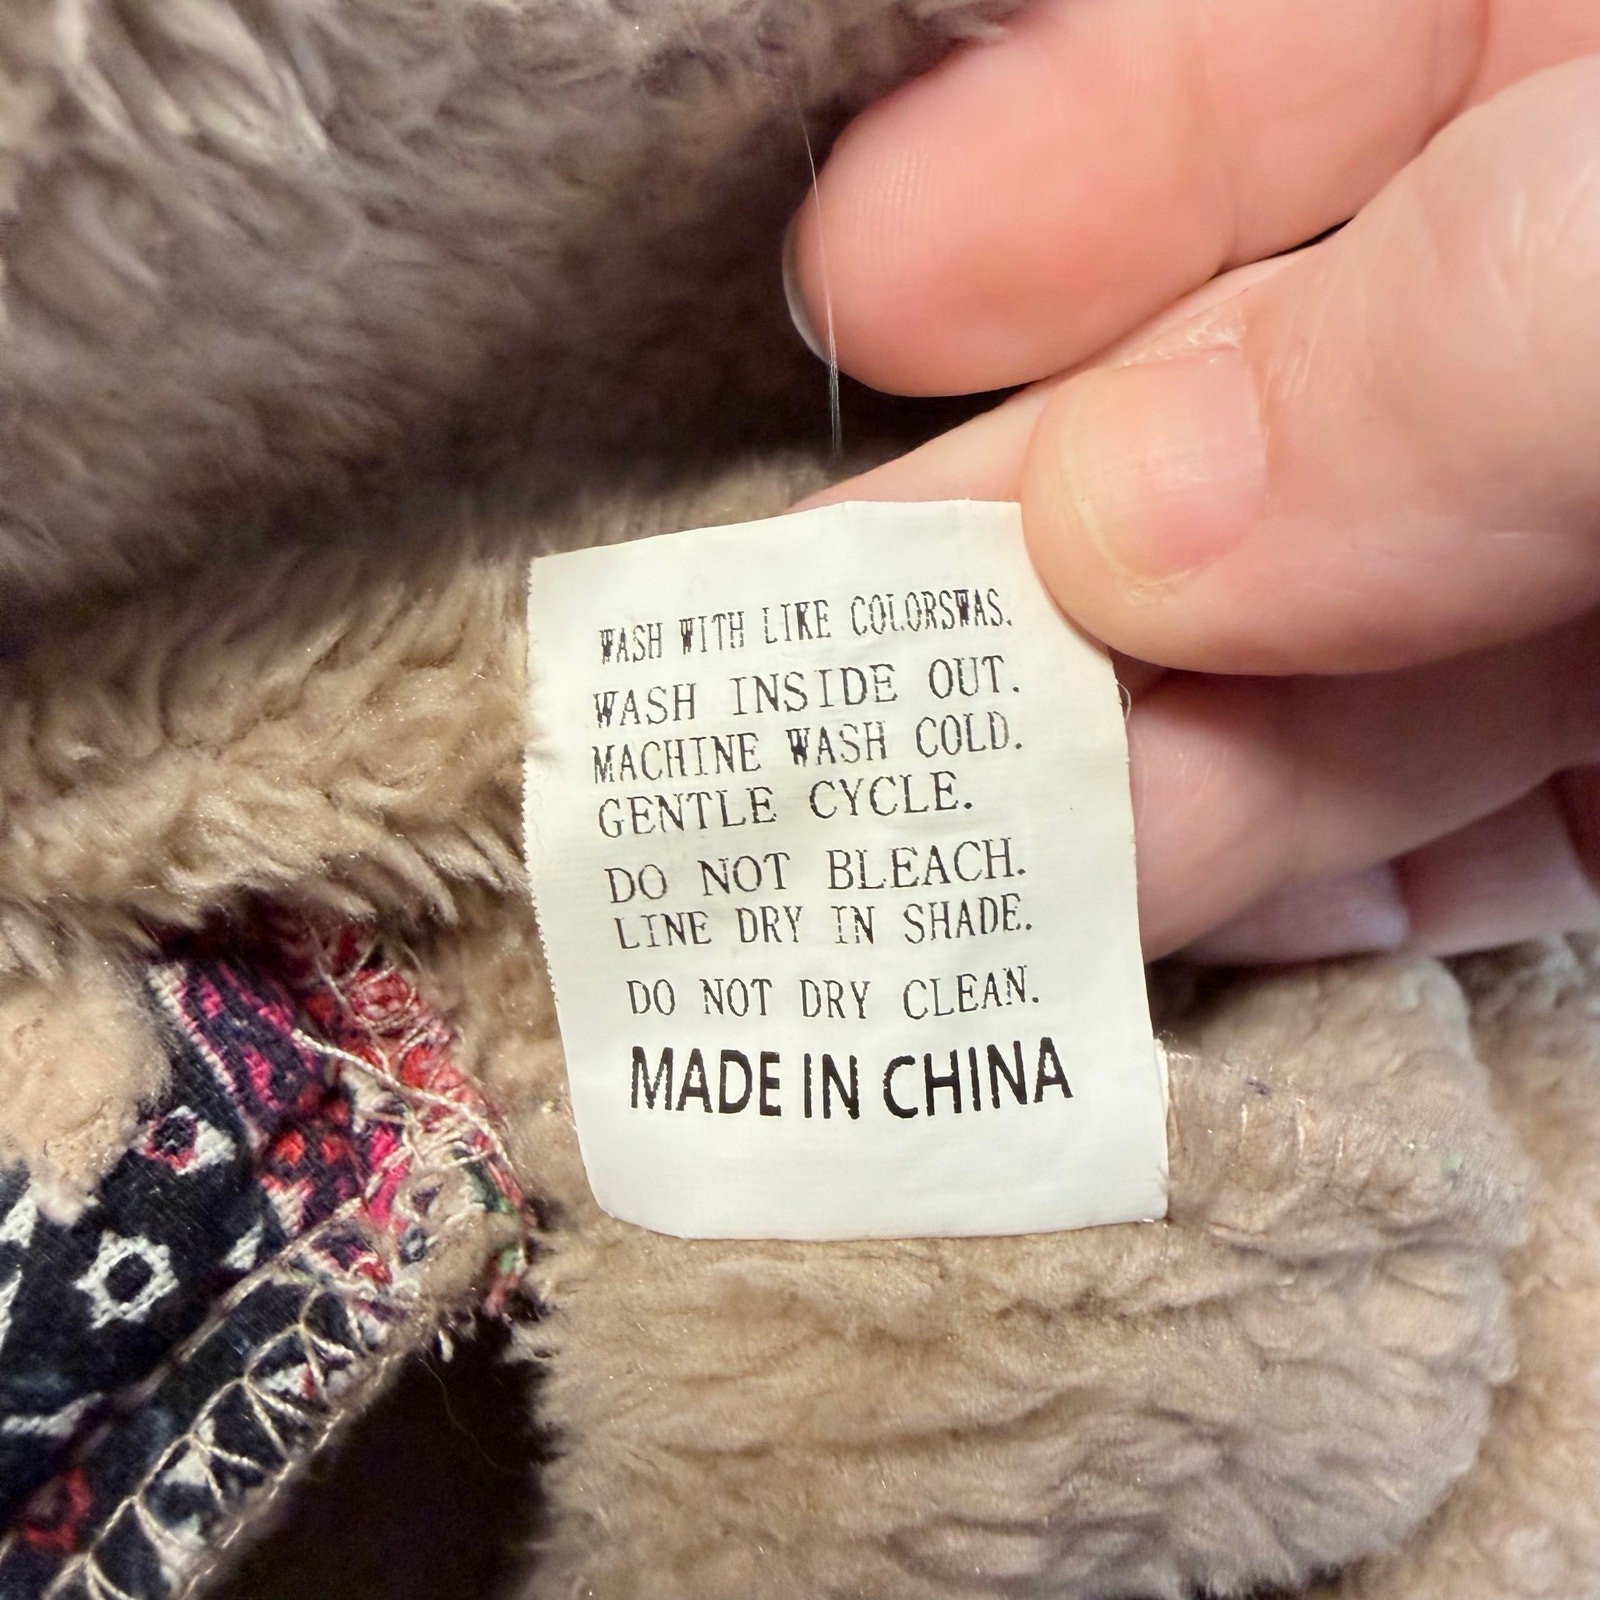 WASH WITH LIKE COLORSWAS.
WASH INSIDE OUT.
MACHINE WASH COLD.
GENTLE CYCLE.
DO NOT BLEACH.
LINE DRY IN SHADE.
DO NOT DRY CLEAN.
MADE IN CHINA